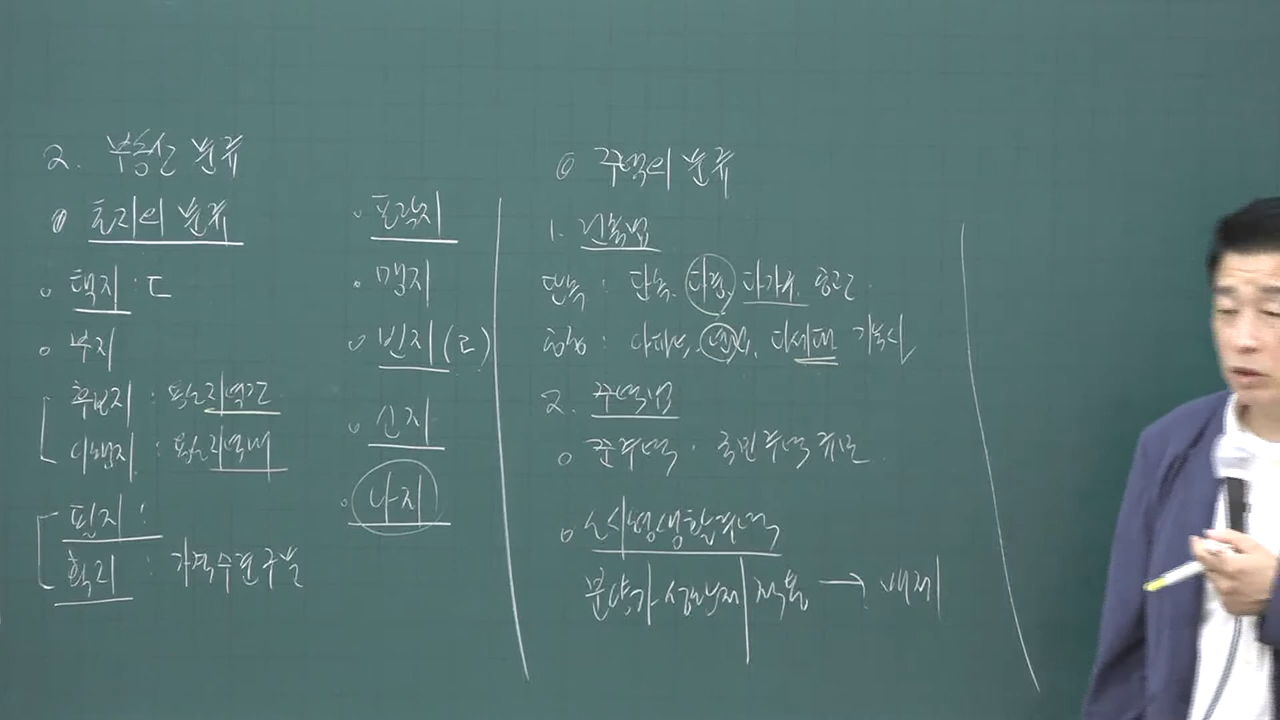 2. 부동산 분류
토지의 분류
택지 : ㄷ
부지
후보지 : 용도지역간
이행지 : 용도지역내
필지 :
획지 : 가격수준 구분
포락지
맹지
빈지 (도)
선지
나지
주택의 분류
1. 건축법
단독 : 단독, 다중, 다가구, 공관
공동 : 아파트, 연립, 다세대 기숙사
2. 주택법
준주택 · 국민주택규모
도시형생활주택
분양가 상한제 적용 → 배제